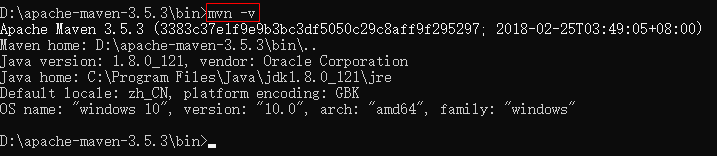 D:\apache-maven-3.5.3\bin>mvn -v
Apache Maven 3.5.3 (3383c37e1f9e9b3bc3df5050c29c8aff9f295297; 2018-02-25T03:49:05+08:00)
Maven home: D:\apache-maven-3.5.3\bin\..
Java version: 1.8.0_121, vendor: Oracle Corporation
Java home: C:\Program Files\Java\jdk1.8.0_121\jre
Default locale: zh_CN, platform encoding: GBK
OS name: "windows 10", version: "10.0", arch: "amd64", family: "windows"
D:\apache-maven-3.5.3\bin>